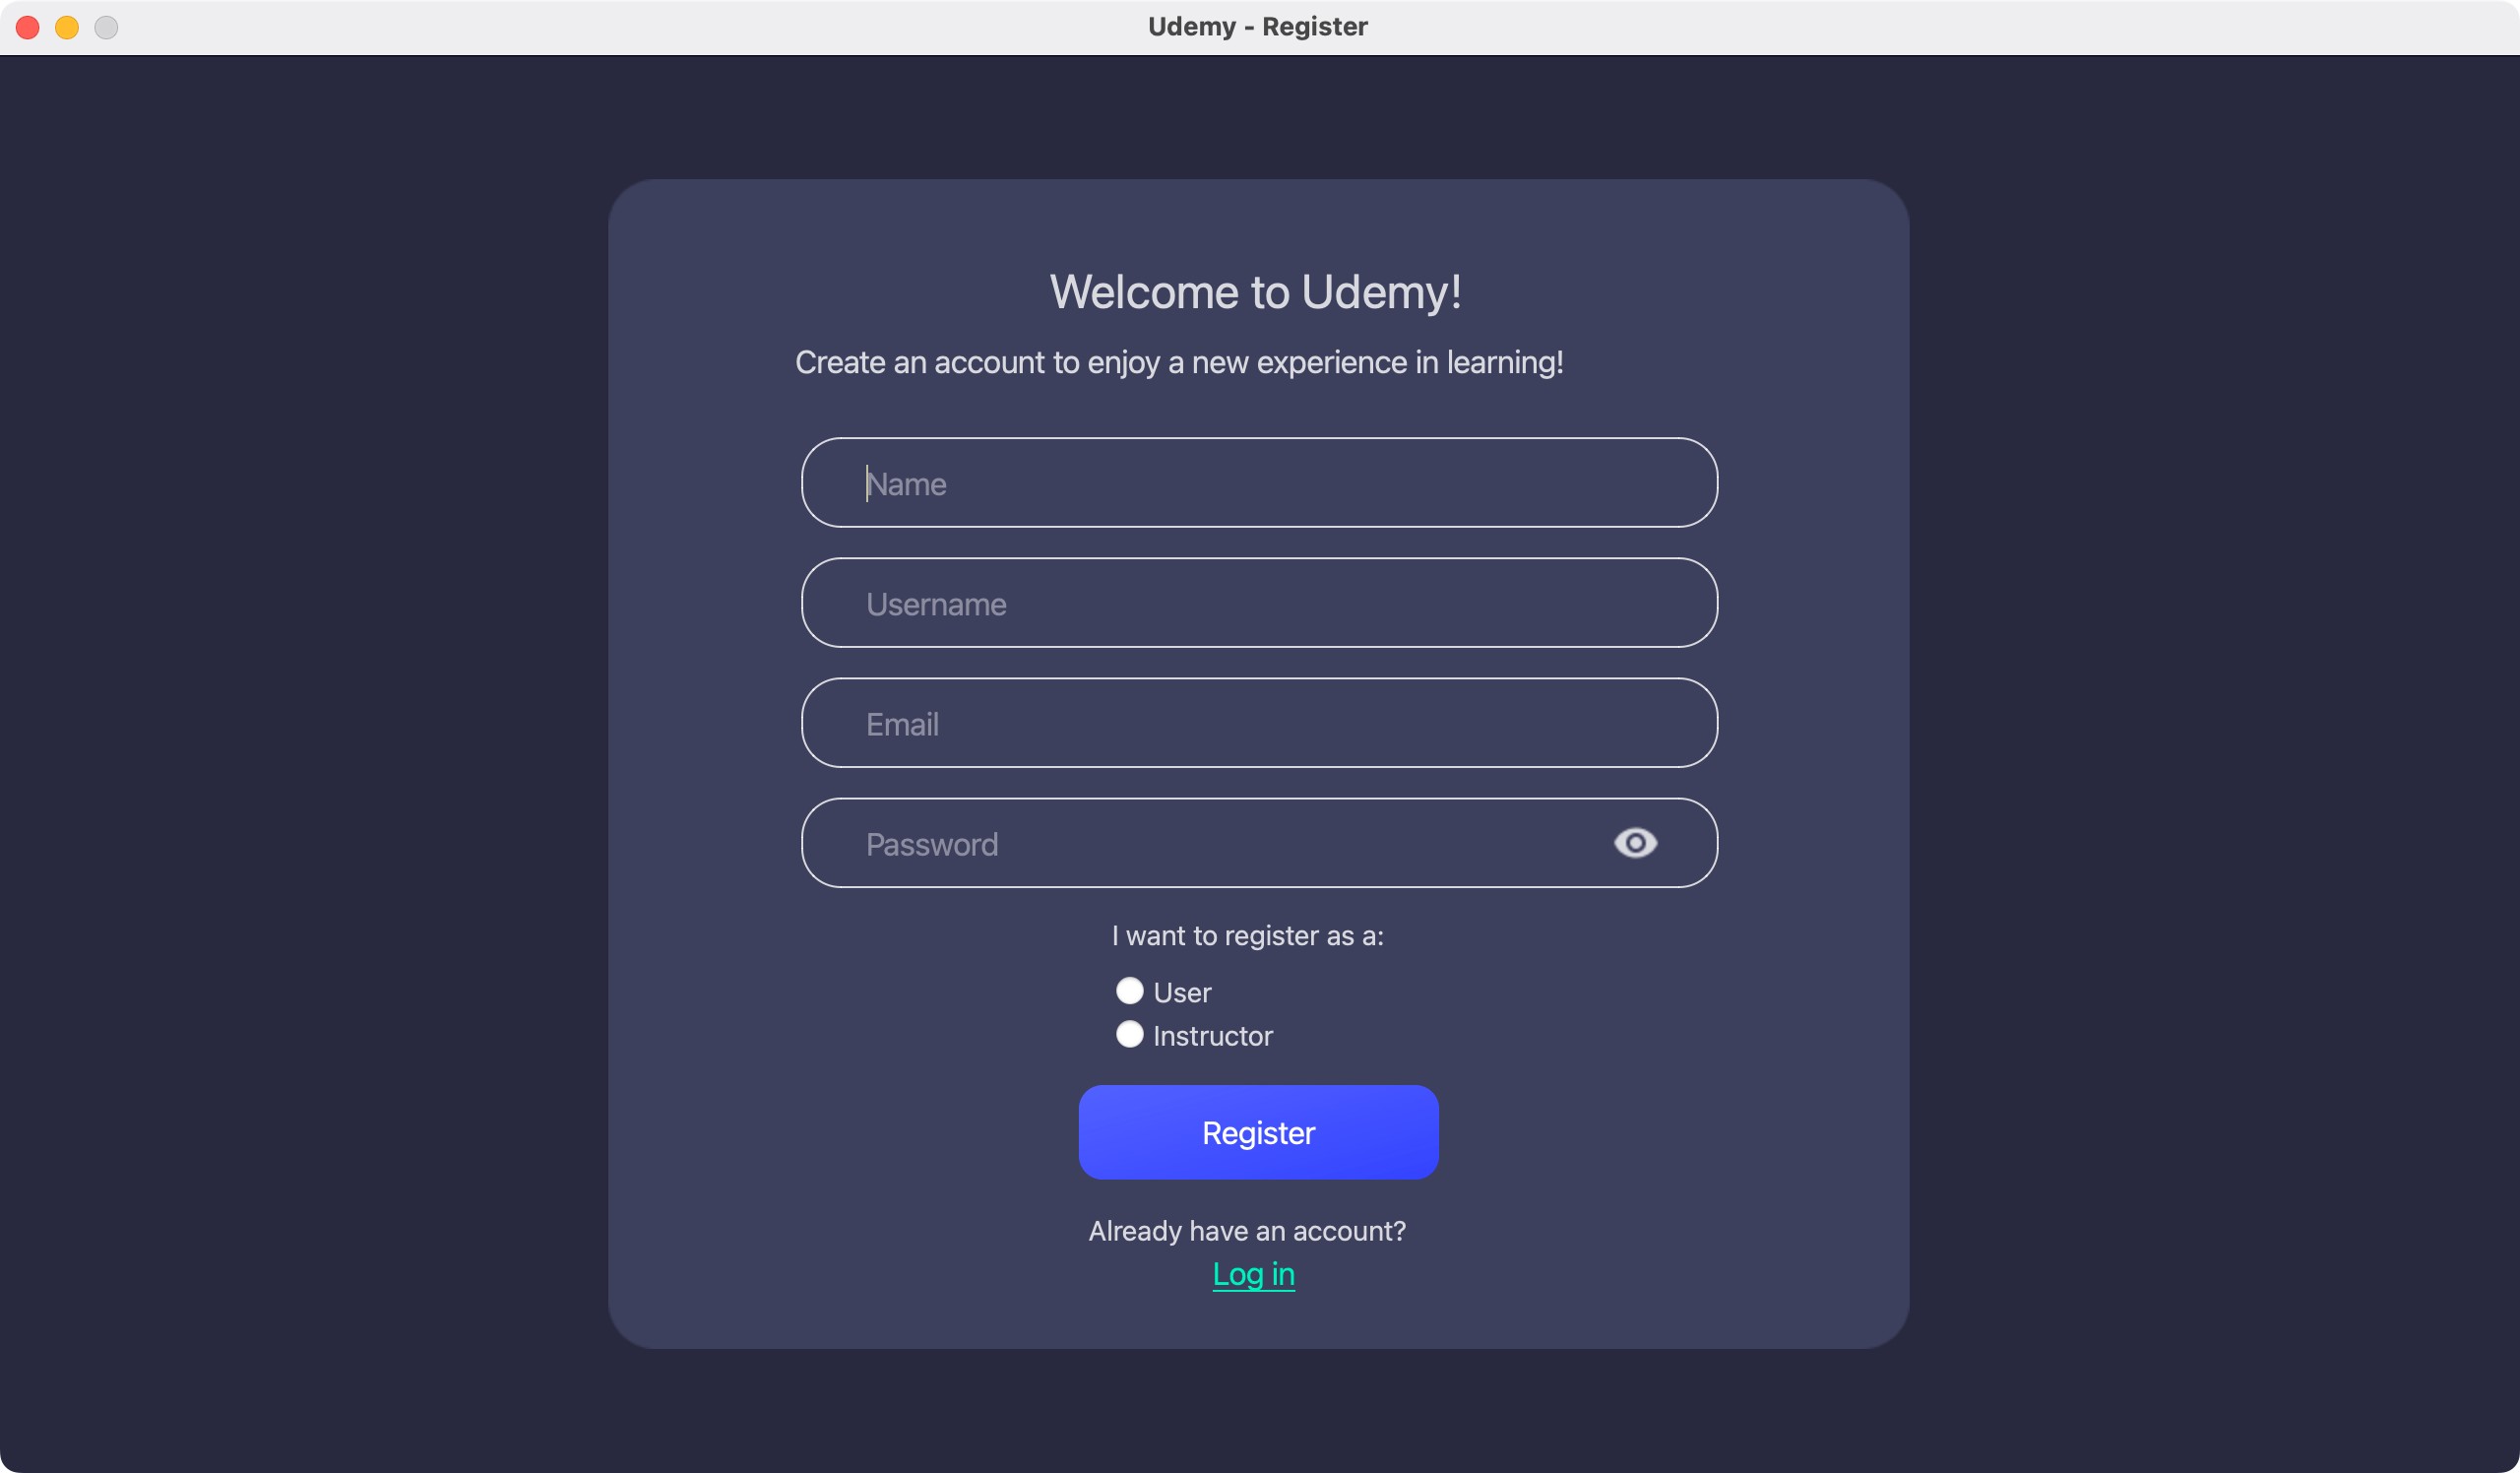 Udemy - Register
Welcome to Udemy!
Create an account to enjoy a new experience in learning!
Name
Username
Email
Password
I want to register as a:
User
Instructor
Register
Already have an account?
Log in